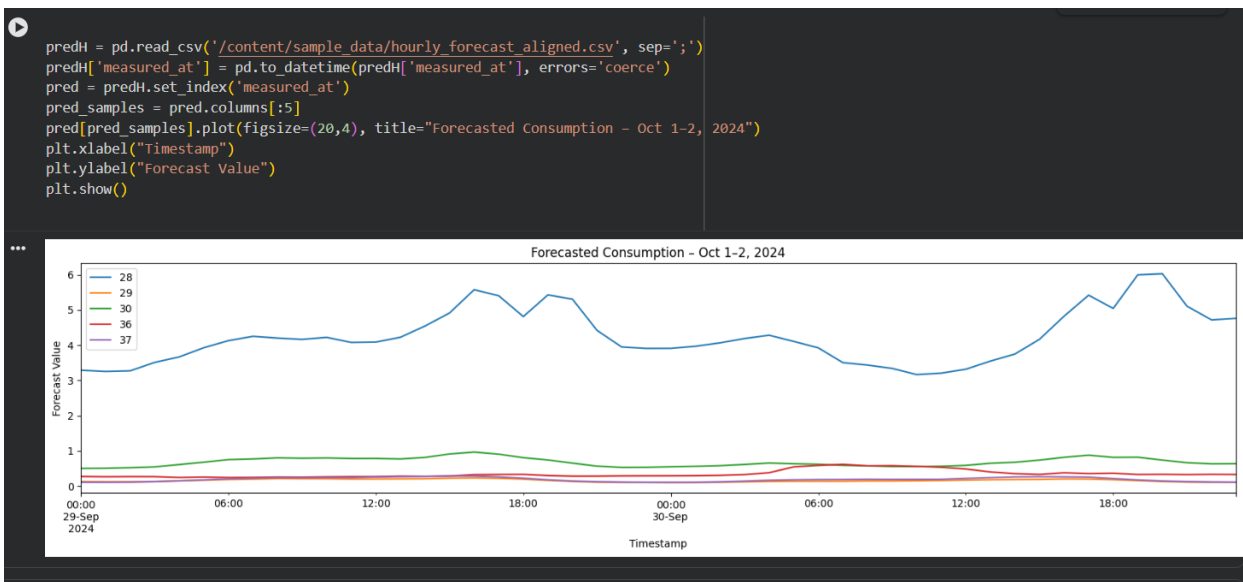 predH = pd.read_csv('/content/sample_data/hourly_forecast_aligned.csv', sep=';')
predH['measured_at'] = pd.to_datetime(predH['measured_at'], errors='coerce')
pred = predH.set_index('measured_at')
pred_samples = pred.columns[:5]
pred[pred_samples].plot(figsize=(20,4), title="Forecasted Consumption – Oct 1–2, 2024")
plt.xlabel("Timestamp")
plt.ylabel("Forecast Value")
plt.show()
Forecasted Consumption – Oct 1–2, 2024
28
29
30
36
37
Forecast Value
6
5
4
3
2
1
0
00:00 06:00 12:00 18:00 00:00 06:00 12:00 18:00
29-Sep 30-Sep
2024
Timestamp